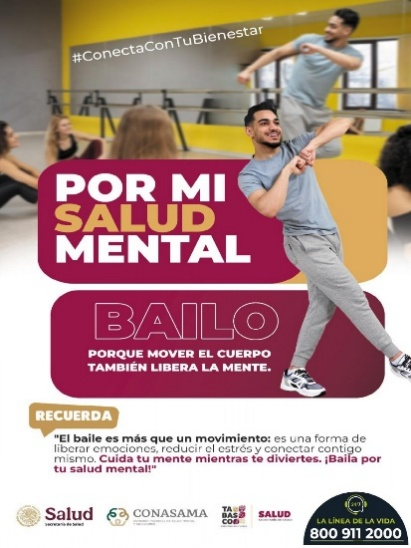 #ConectaConTuBienestar
POR MI
SALUD
MENTAL
BAILO
PORQUE MOVER EL CUERPO
TAMBIÉN LIBERA LA MENTE.
RECUERDA
"El baile es más que un movimiento: es una forma de
liberar emociones, reducir el estrés y conectar contigo
mismo. Cuida tu mente mientras te diviertes. ¡Baila por
tu salud mental!"
Salud
Secretaría de Salud
CONASAMA
TA
BAS
CO
SALUD
LA LÍNEA DE LA VIDA
800 911 2000